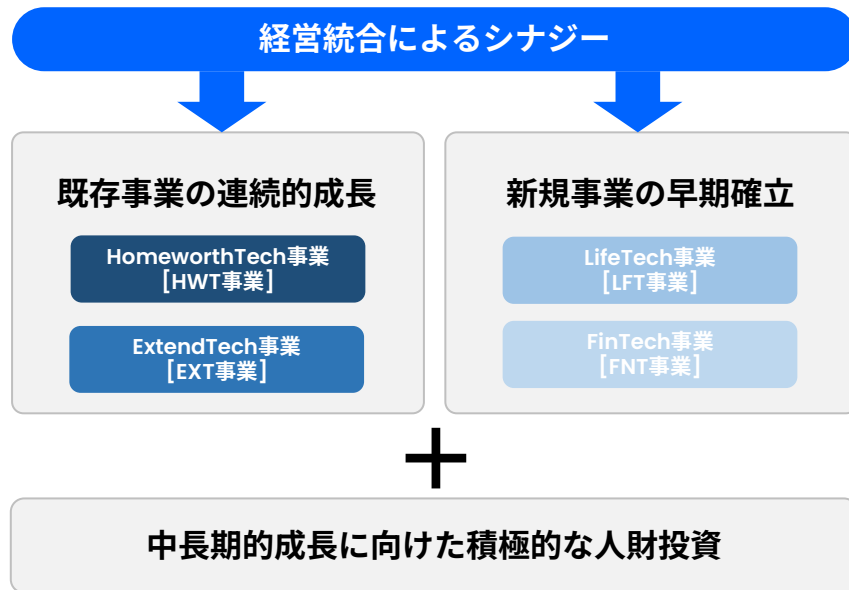 経営統合によるシナジー
既存事業の連続的成長
HomeworthTech事業
[HWT事業]
ExtendTech事業
[EXT事業]
新規事業の早期確立
LifeTech事業
[LFT事業]
FinTech事業
[FNT事業]
＋
中長期的成長に向けた積極的な人財投資